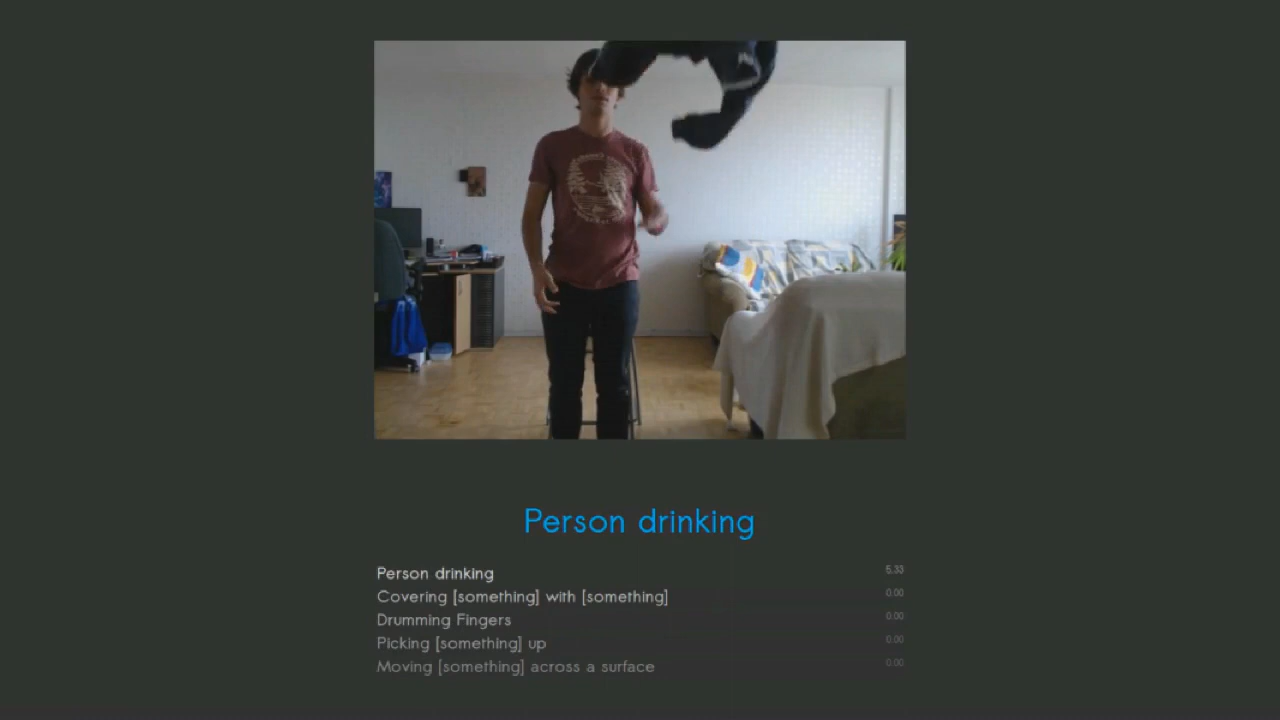 Person drinking
Person drinking 5.33
Covering [something] with [something] 0.00
Drumming Fingers 0.00
Picking [something] up 0.00
Moving [something] across a surface 0.00